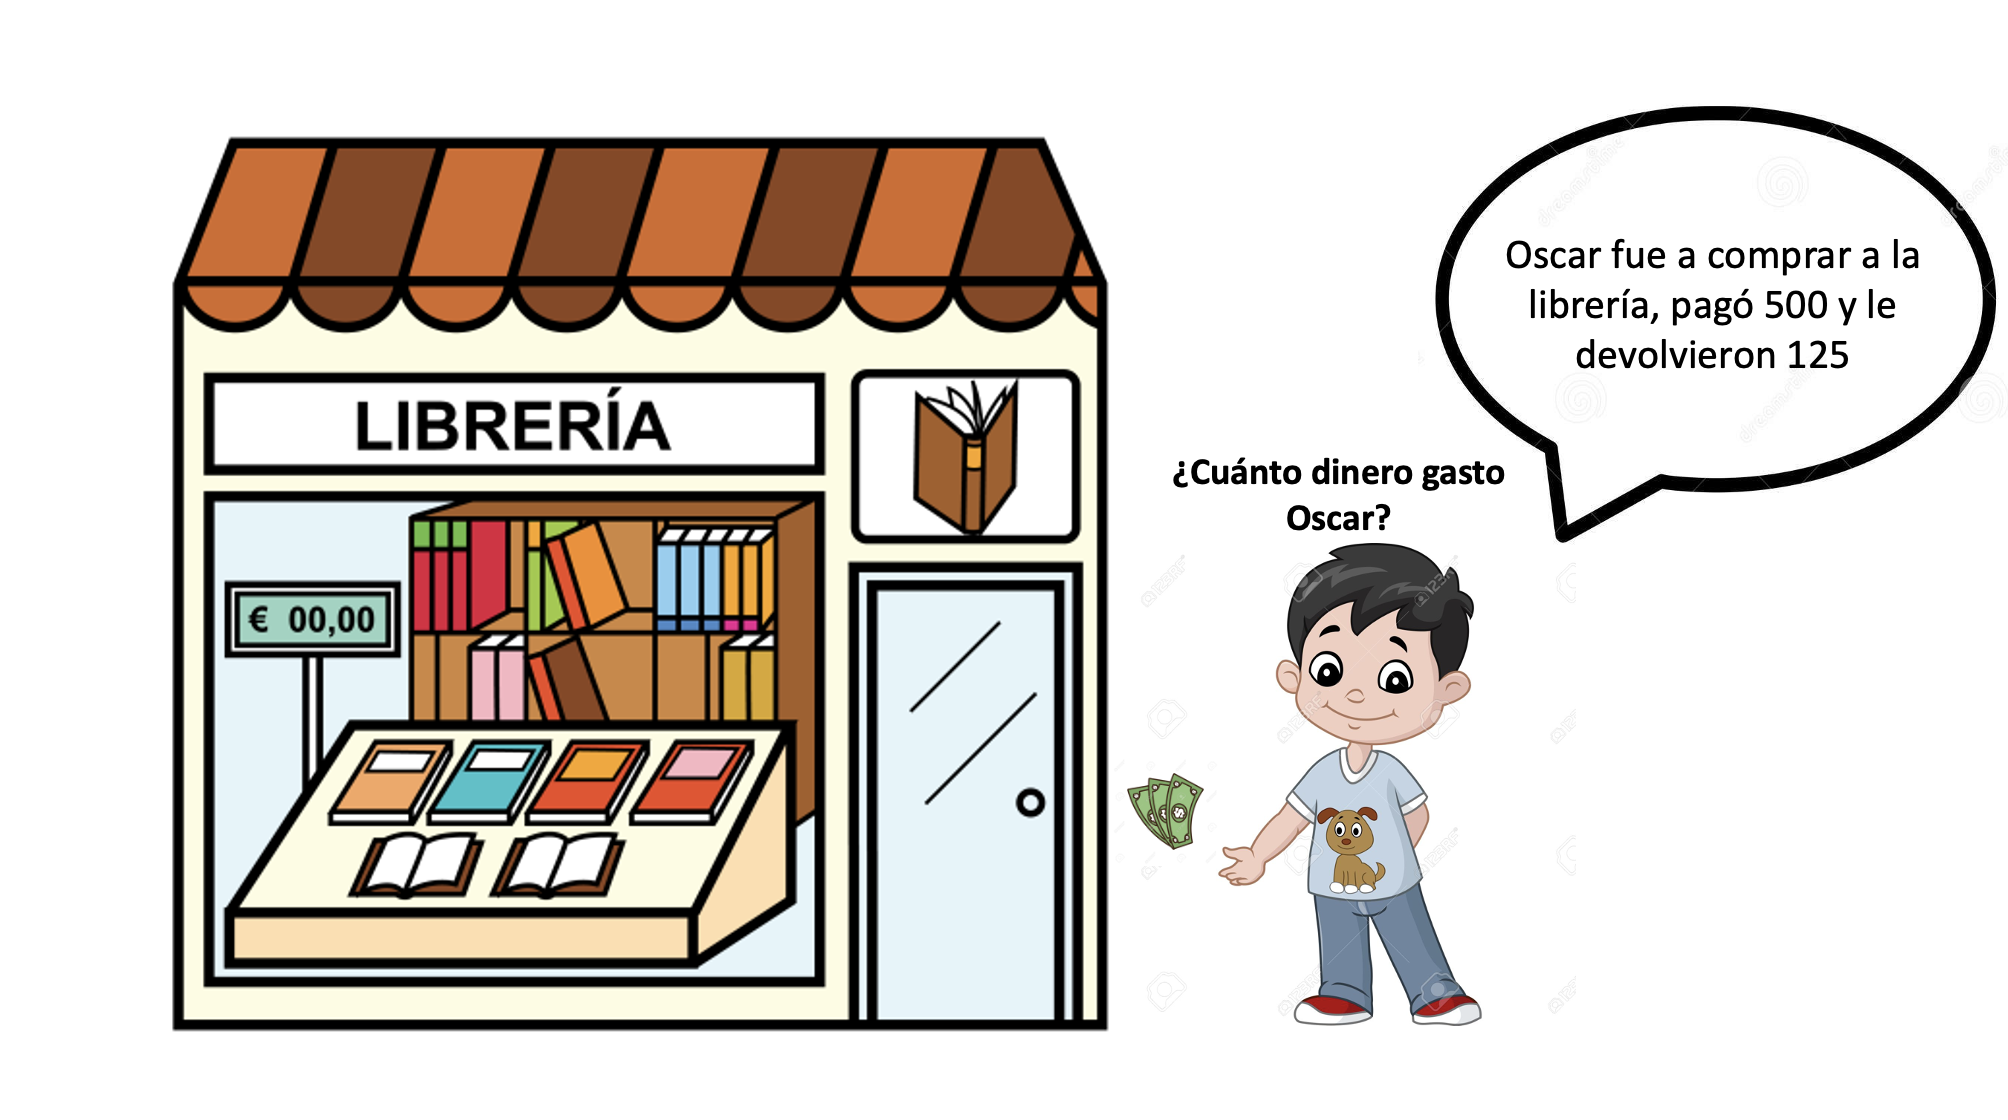 Oscar fue a comprar a la
librería, pagó 500 y le
devolvieron 125
LIBRERÍA
¿Cuánto dinero gasto
Oscar?
€ 00,00